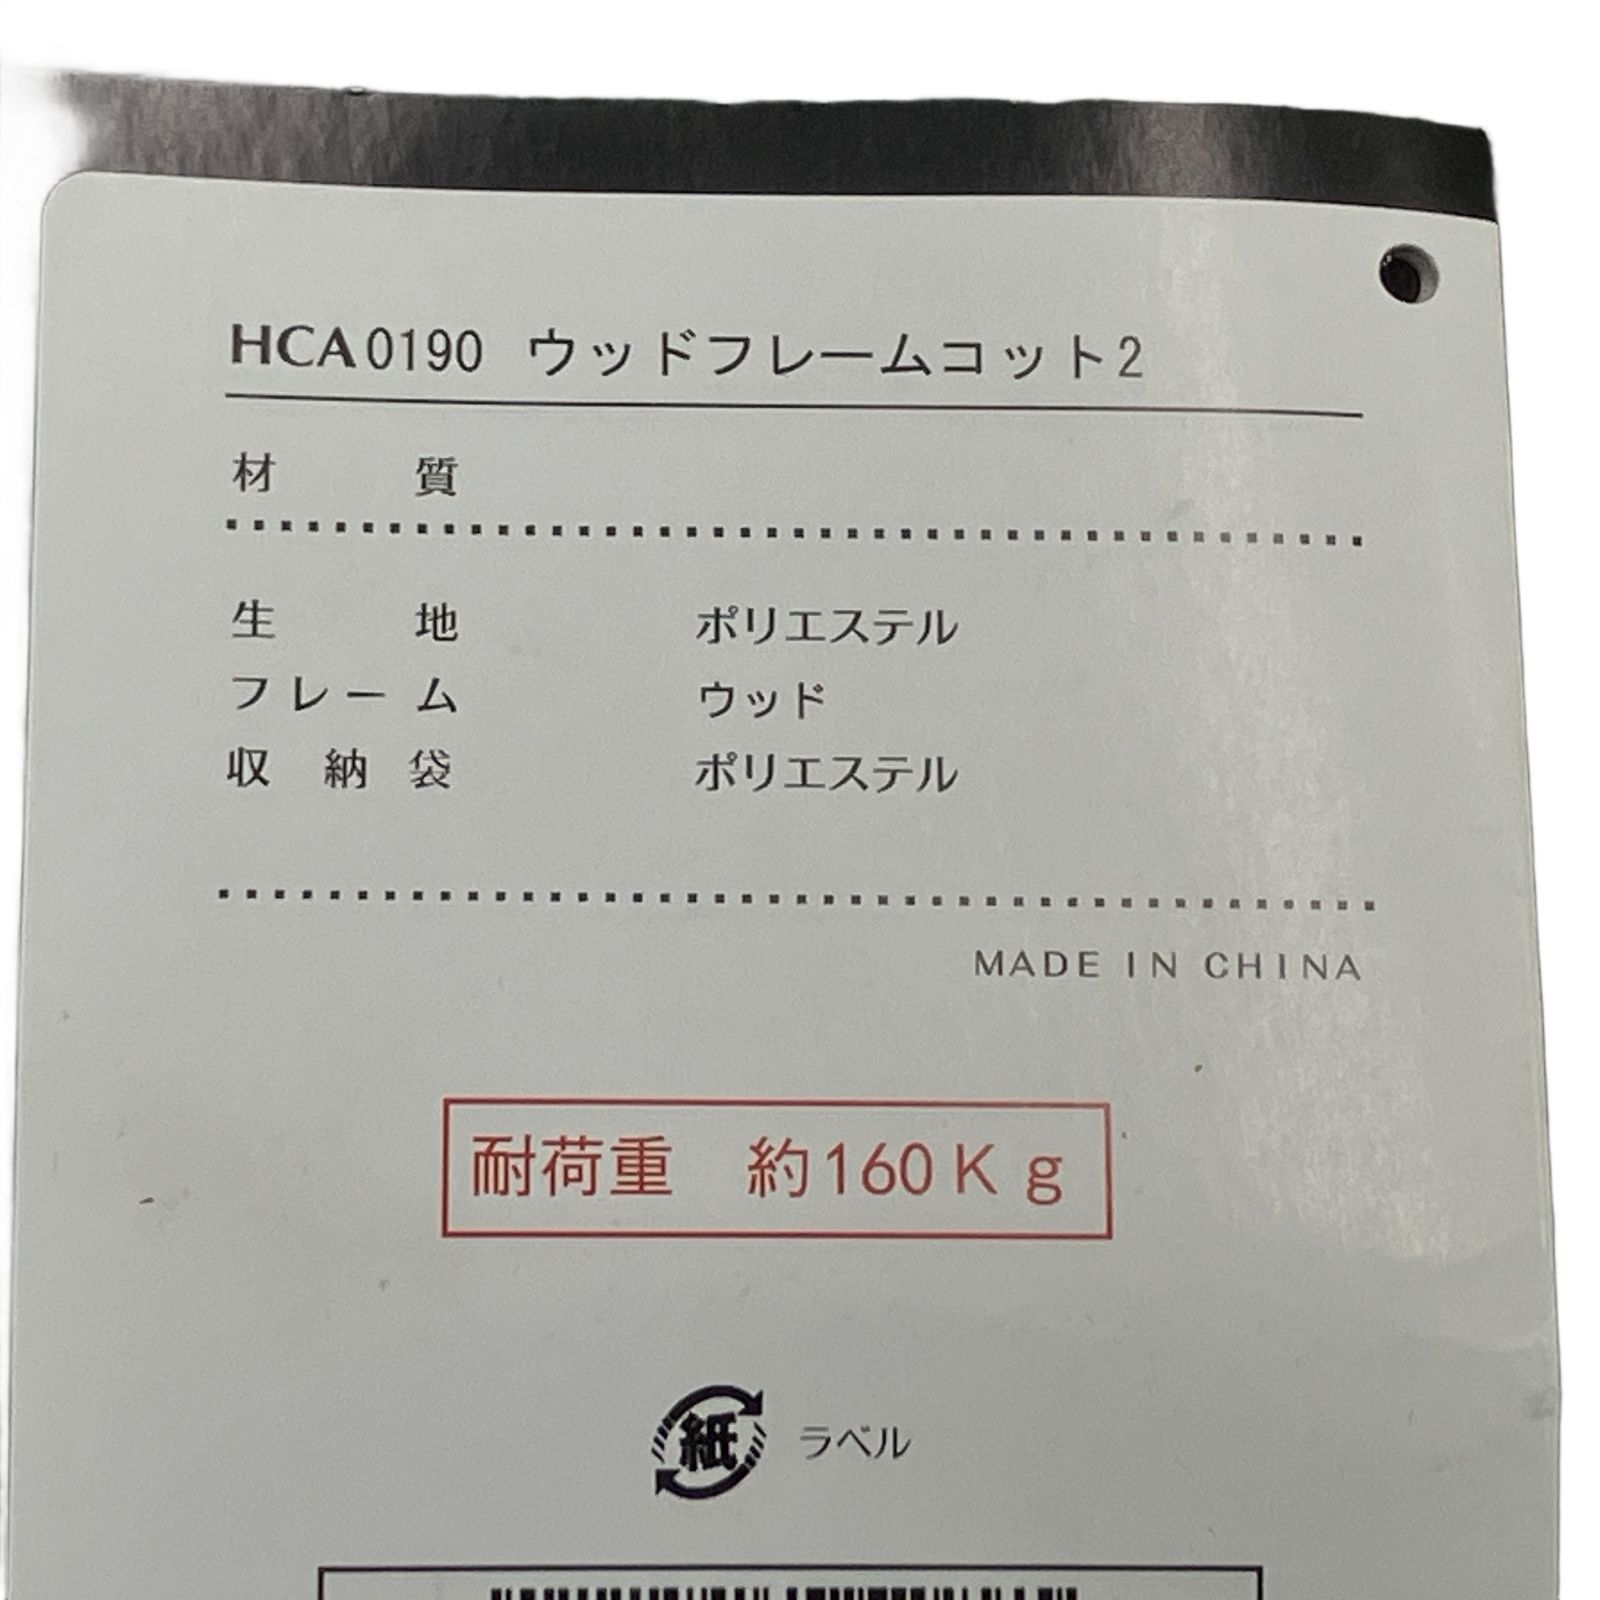 HCA0190 ウッドフレームコット2
材質
生地 ポリエステル
フレーム ウッド
収納袋 ポリエステル
MADE IN CHINA
耐荷重 約160Kg
紙 ラベル